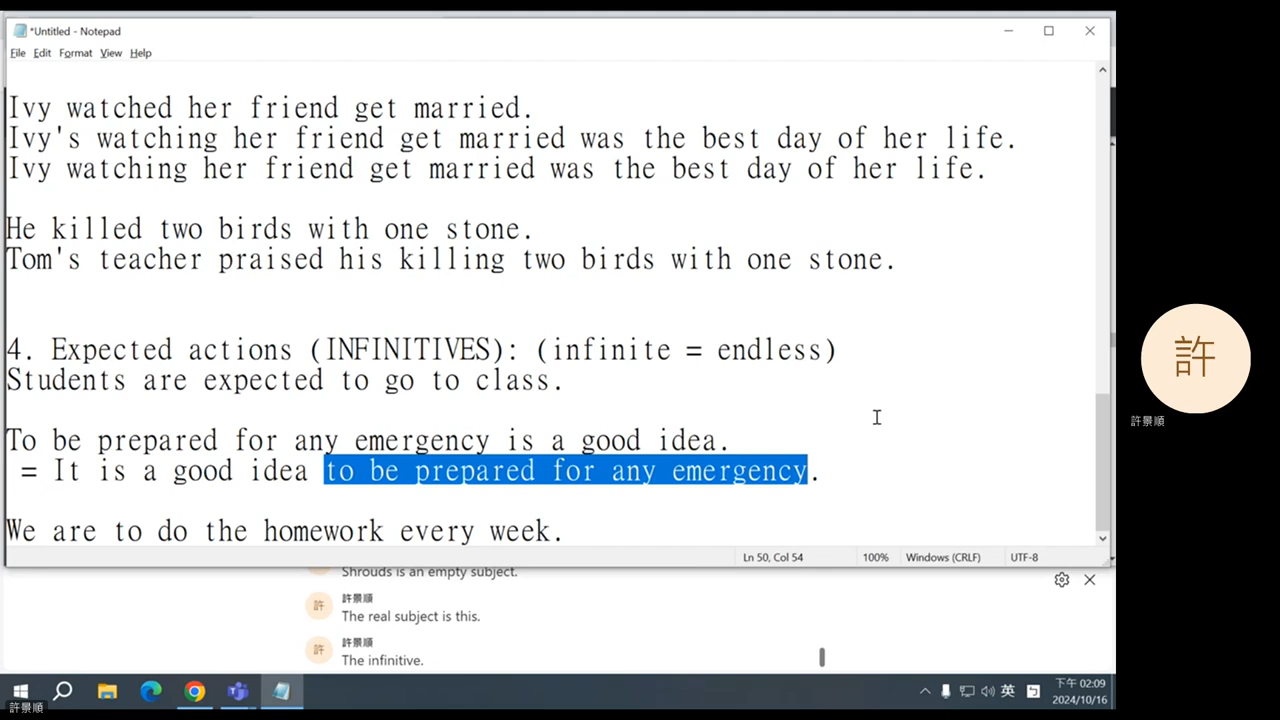 *Untitled - Notepad
File Edit Format View Help
Ivy watched her friend get married.
Ivy's watching her friend get married was the best day of her life.
Ivy watching her friend get married was the best day of her life.
He killed two birds with one stone.
Tom's teacher praised his killing two birds with one stone.
4. Expected actions (INFINITIVES): (infinite = endless)
Students are expected to go to class.
To be prepared for any emergency is a good idea.
= It is a good idea to be prepared for any emergency.
We are to do the homework every week.
Ln 50, Col 54 100% Windows (CRLF) UTF-8
Shrouds is an empty subject.
許 許景順
The real subject is this.
許 許景順
The infinitive.
英 ㄅ 下午 02:09
2024/10/16
許景順
許
許景順